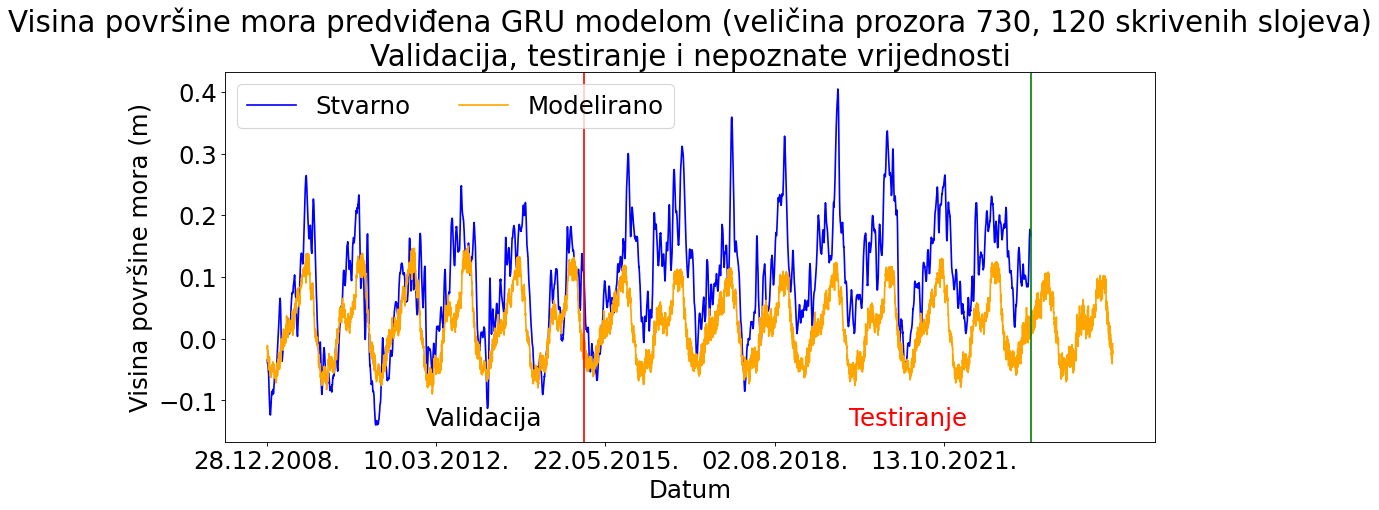 Visina površine mora predviđena GRU modelom (veličina prozora 730, 120 skrivenih slojeva)
Validacija, testiranje i nepoznate vrijednosti
Stvarno
Modelirano
Visina površine mora (m)
0.4
0.3
0.2
0.1
0.0
−0.1
Validacija
Testiranje
28.12.2008.
10.03.2012.
22.05.2015.
02.08.2018.
13.10.2021.
Datum